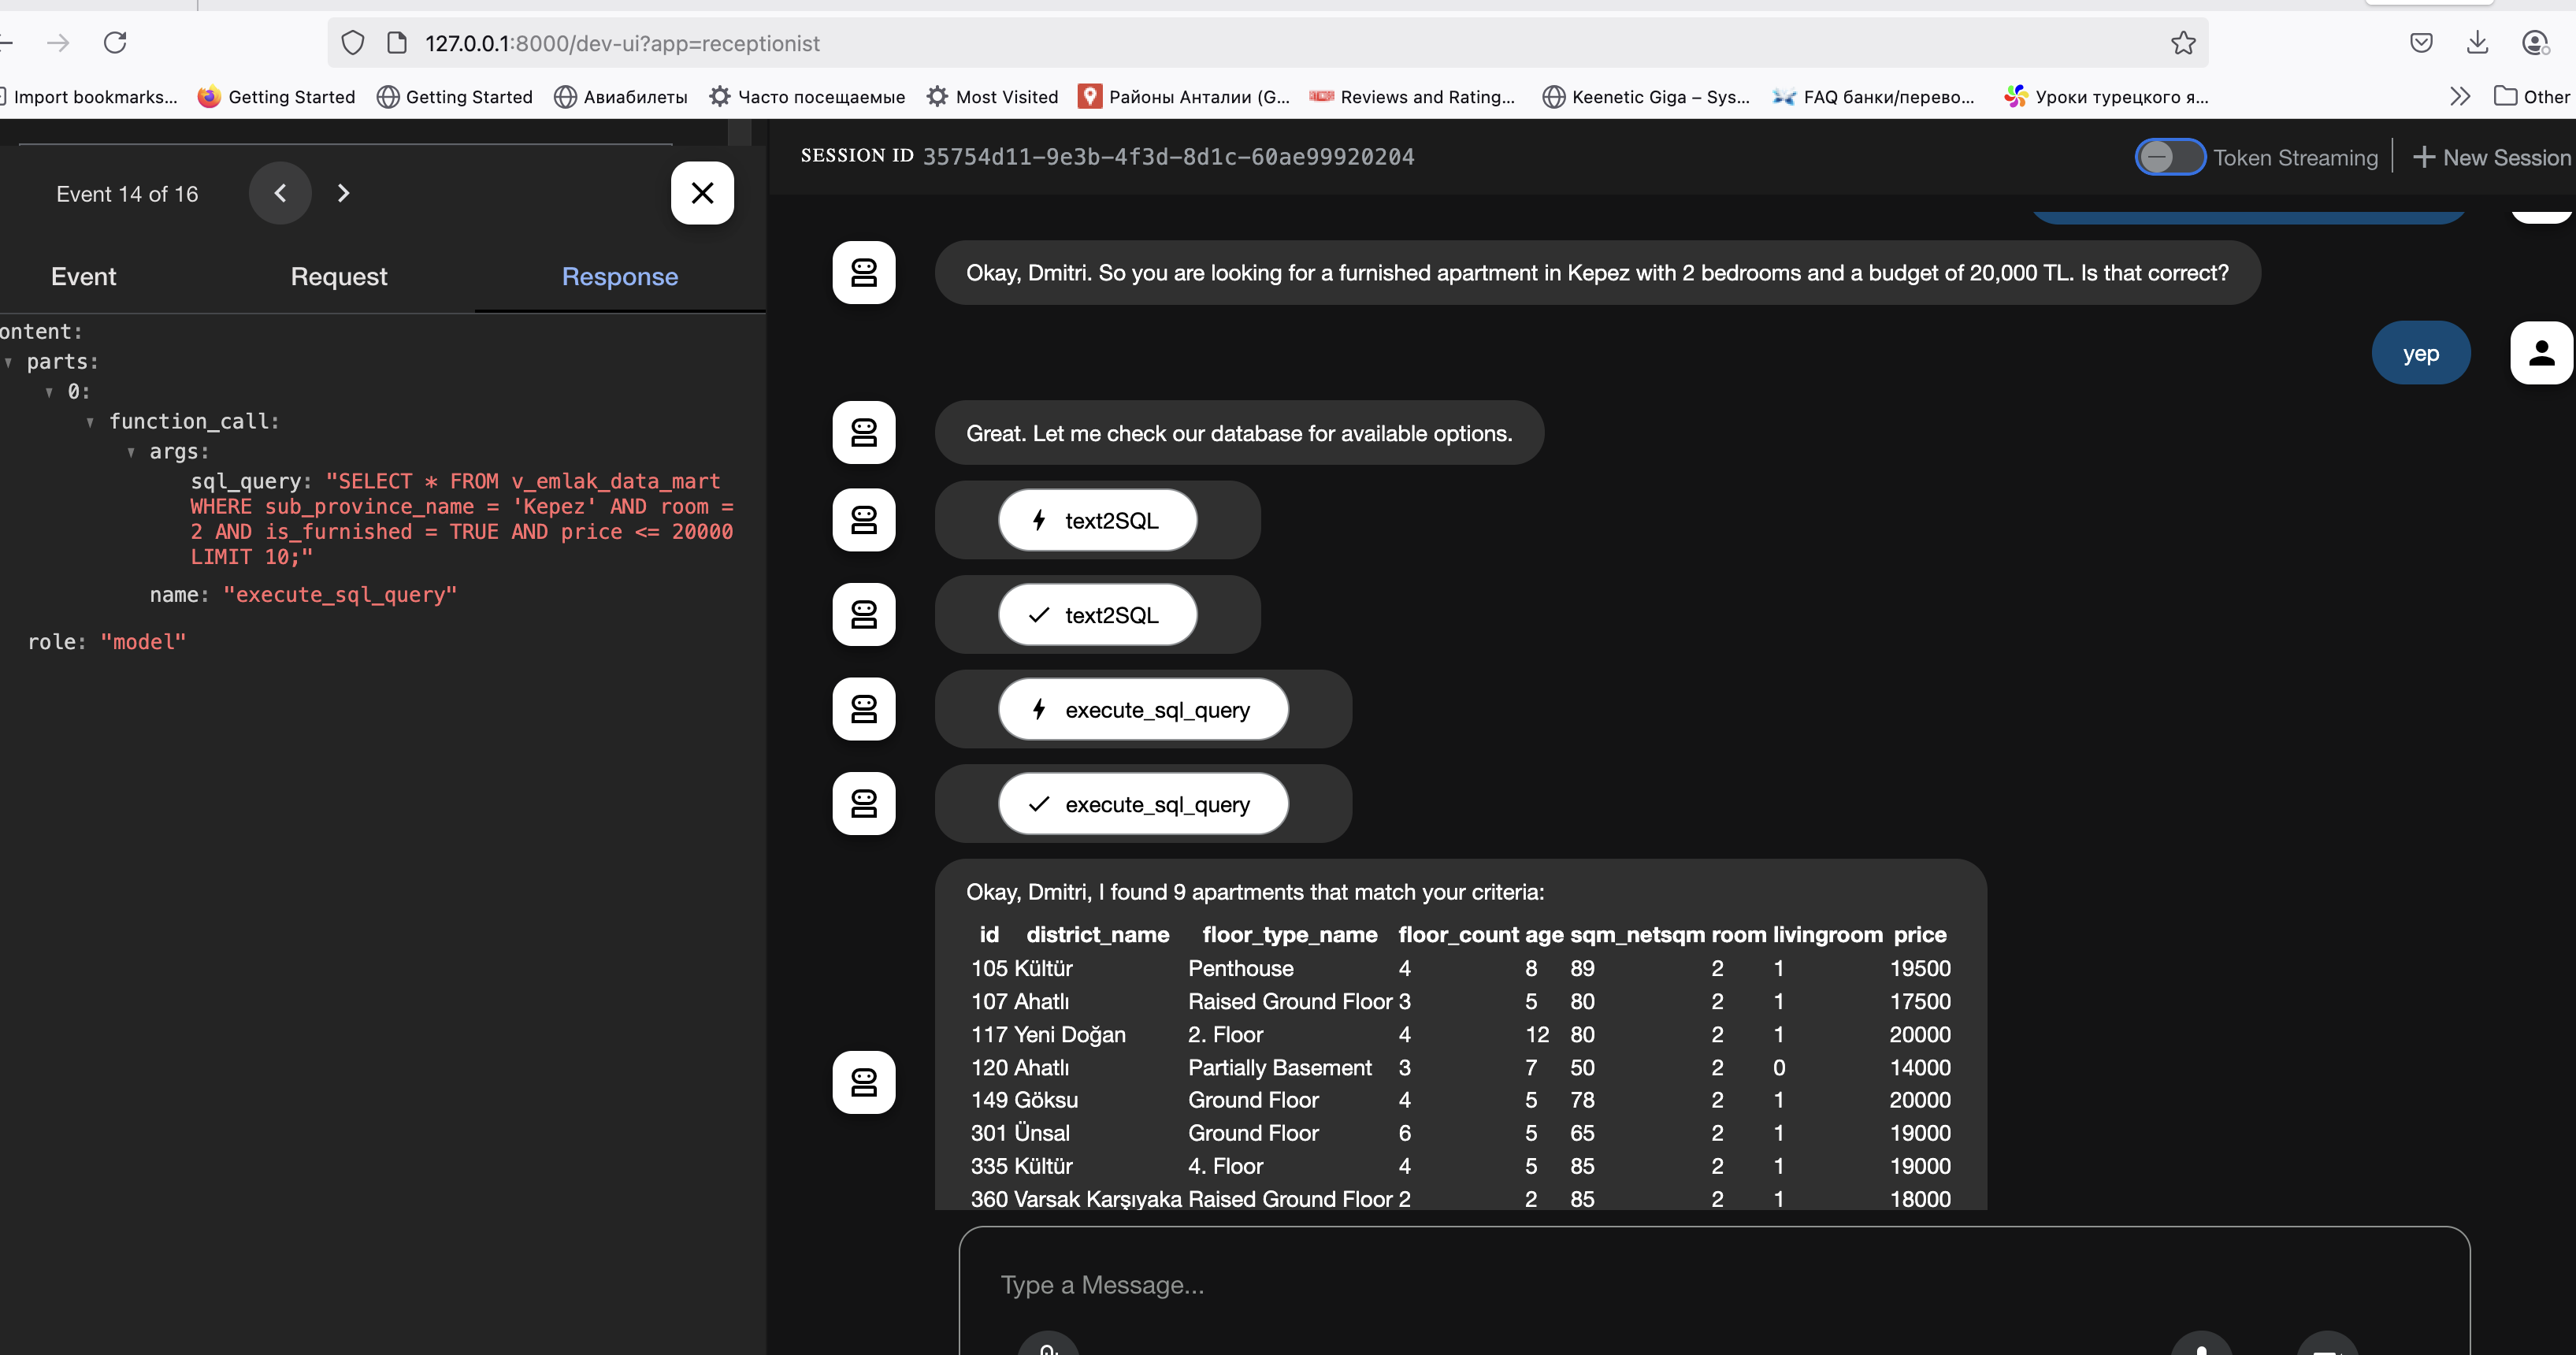 127.0.0.1:8000/dev-ui?app=receptionist
Import bookmarks... Getting Started Getting Started Авиабилеты Часто посещаемые Most Visited Районы Анталии (G... Reviews and Rating... Keenetic Giga – Sys... FAQ банки/перево... Уроки турецкого я... Other
SESSION ID 35754d11-9e3b-4f3d-8d1c-60ae99920204 Token Streaming New Session
Event 14 of 16
Event Request Response
ontent:
parts:
0:
function_call:
args:
sql_query: "SELECT * FROM v_emlak_data_mart
WHERE sub_province_name = 'Kepez' AND room =
2 AND is_furnished = TRUE AND price <= 20000
LIMIT 10;"
name: "execute_sql_query"
role: "model"
Okay, Dmitri. So you are looking for a furnished apartment in Kepez with 2 bedrooms and a budget of 20,000 TL. Is that correct?
yep
Great. Let me check our database for available options.
text2SQL
text2SQL
execute_sql_query
execute_sql_query
Okay, Dmitri, I found 9 apartments that match your criteria:
id district_name floor_type_name floor_count age sqm_netsqm room livingroom price
105 Kültür Penthouse 4 8 89 2 1 19500
107 Ahatlı Raised Ground Floor 3 5 80 2 1 17500
117 Yeni Doğan 2. Floor 4 12 80 2 1 20000
120 Ahatlı Partially Basement 3 7 50 2 0 14000
149 Göksu Ground Floor 4 5 78 2 1 20000
301 Ünsal Ground Floor 6 5 65 2 1 19000
335 Kültür 4. Floor 4 5 85 2 1 19000
360 Varsak Karşıyaka Raised Ground Floor 2 2 85 2 1 18000
Type a Message...